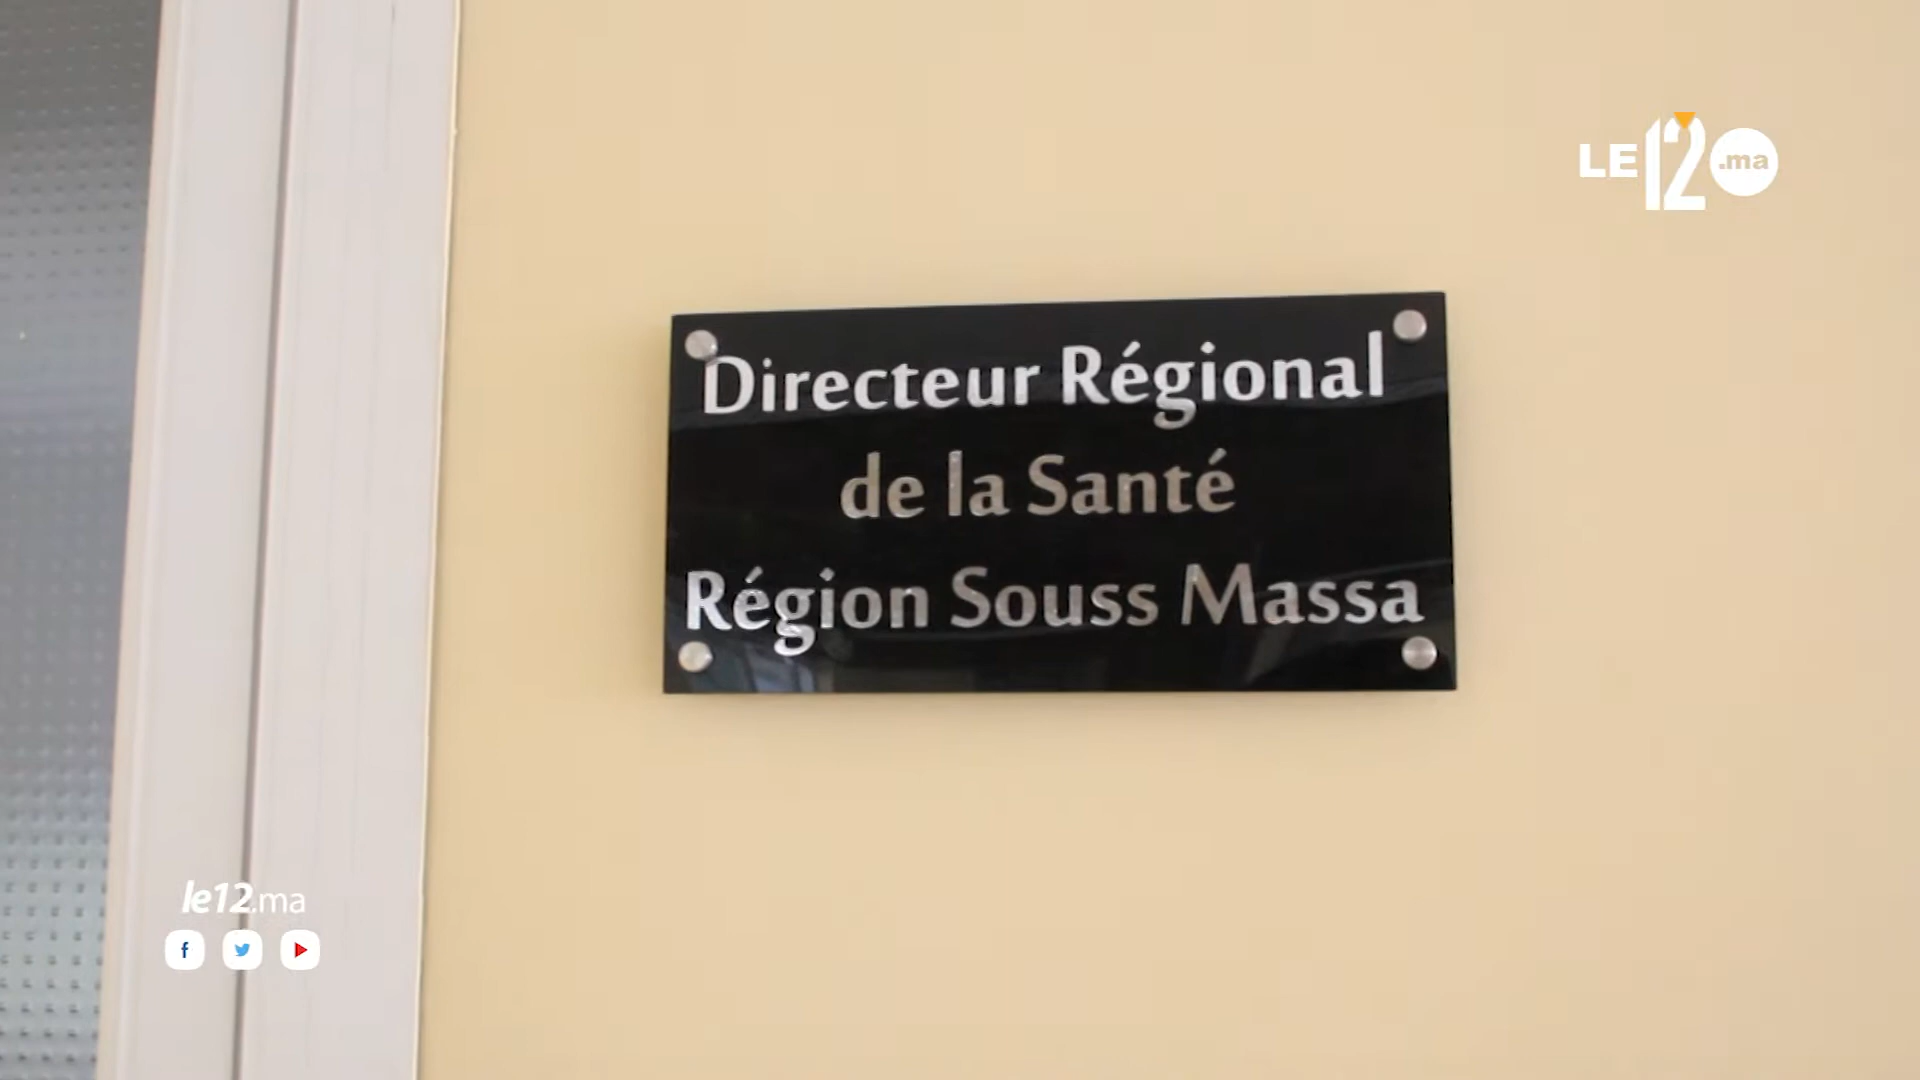 LE12.ma
Directeur Régional
de la Santé
Région Souss Massa
le12.ma